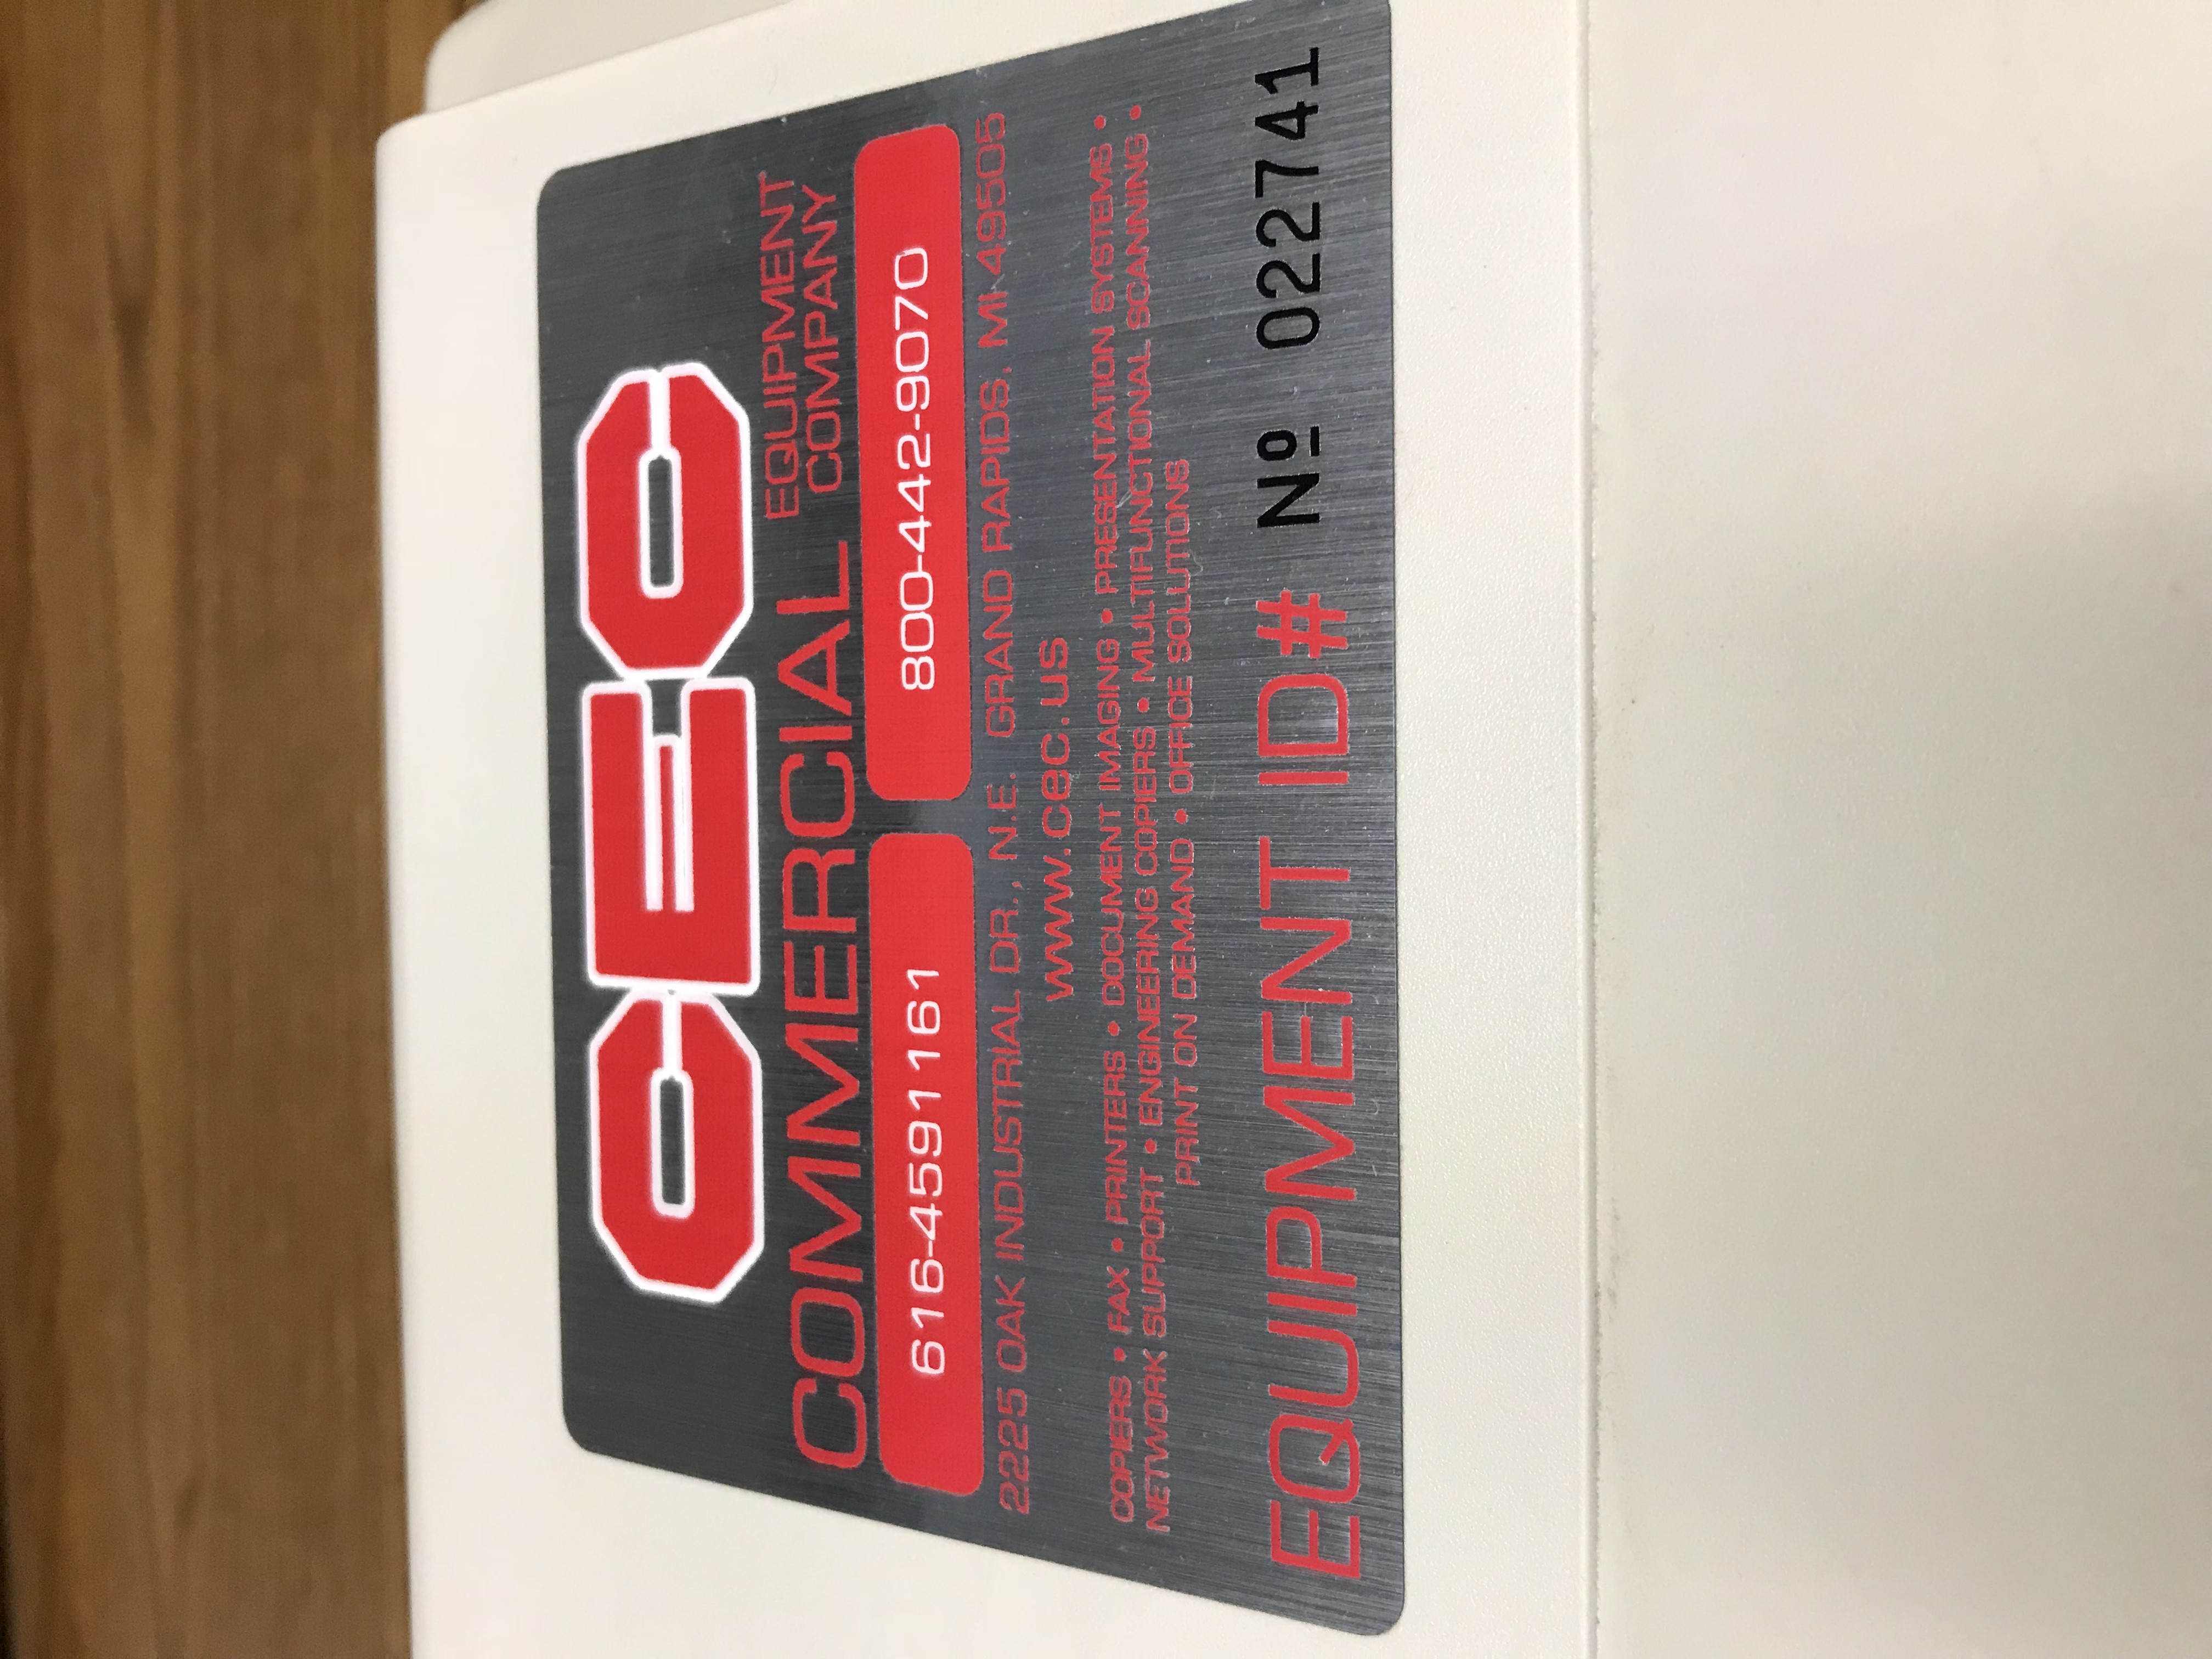 CEC
COMMERCIAL EQUIPMENT COMPANY
616-4591161 800-442-9070
2225 OAK INDUSTRIAL DR., N.E. GRAND RAPIDS, MI 49505
www.cec.us
COPIERS • FAX • PRINTERS • DOCUMENT IMAGING • PRESENTATION SYSTEMS •
NETWORK SUPPORT • ENGINEERING COPIERS • MULTIFUNCTIONAL SCANNING •
PRINT ON DEMAND • OFFICE SOLUTIONS
EQUIPMENT ID# Nº 022741